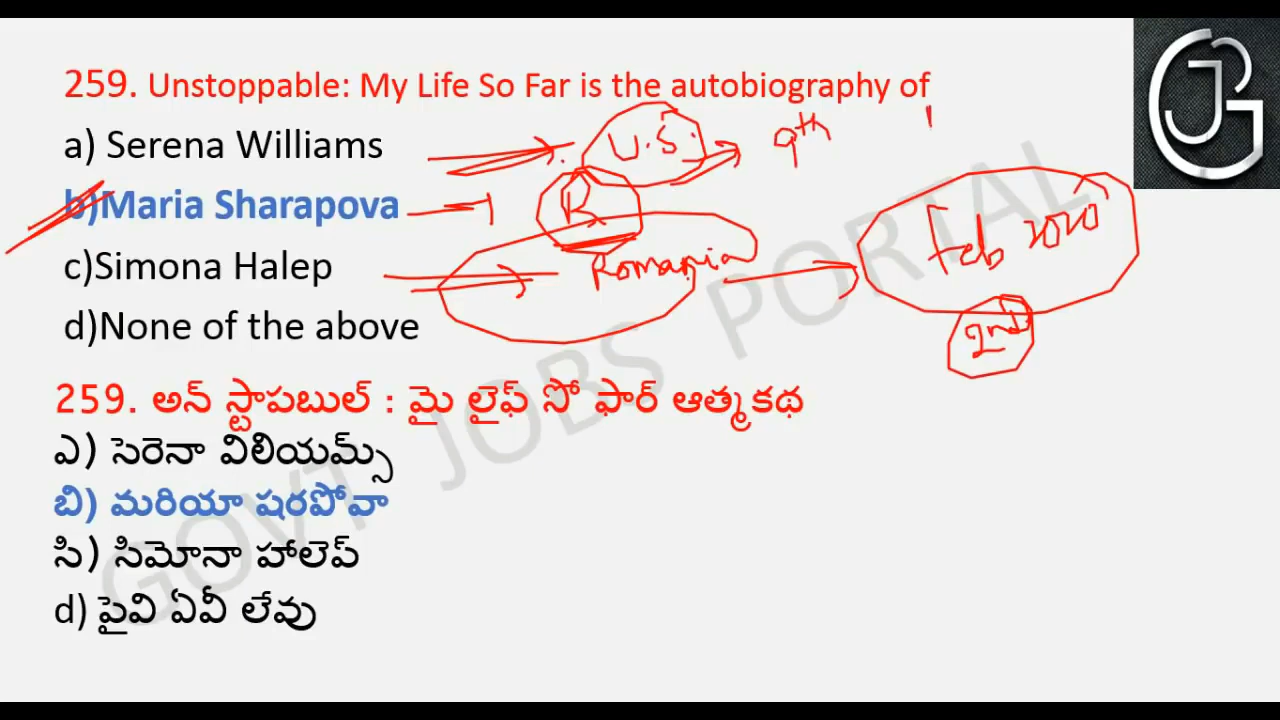 259. Unstoppable: My Life So Far is the autobiography of
a) Serena Williams
U.S.
9th
b)Maria Sharapova
R
c)Simona Halep
Romania
Feb 2020
2nd
d)None of the above
259. అన్ స్టాపబుల్ : మై లైఫ్ సో ఫార్ ఆత్మకథ
ఎ) సెరెనా విలియమ్స్
బి) మరియా షరపోవా
సి) సిమోనా హాలెప్
d) పైవి ఏవీ లేవు
GOVT JOBS PORTAL
GJ